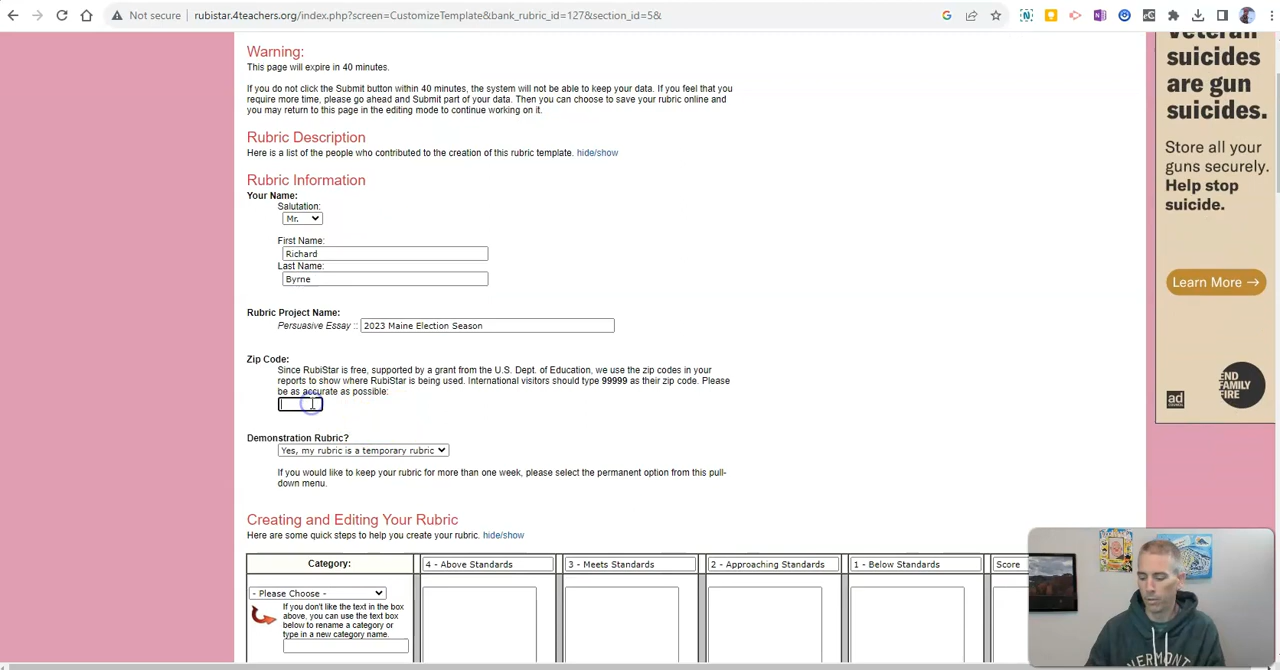 Not secure
rubistar.4teachers.org/index.php?screen=CustomizeTemplate&bank_rubric_id=127&section_id=5&
Warning:
This page will expire in 40 minutes.
If you do not click the Submit button within 40 minutes, the system will not be able to keep your data. If you feel that you
require more time, please go ahead and Submit part of your data. Then you can choose to save your rubric online and
you may return to this page in the editing mode to continue working on it.
Rubric Description
Here is a list of the people who contributed to the creation of this rubric template. hide/show
Rubric Information
Your Name:
Salutation:
Mr.
First Name:
Richard
Last Name:
Byrne
Rubric Project Name:
Persuasive Essay :: 2023 Maine Election Season
Zip Code:
Since RubiStar is free, supported by a grant from the U.S. Dept. of Education, we use the zip codes in your
reports to show where RubiStar is being used. International visitors should type 99999 as their zip code. Please
be as accurate as possible:
Demonstration Rubric?
Yes, my rubric is a temporary rubric
If you would like to keep your rubric for more than one week, please select the permanent option from this pull-
down menu.
Creating and Editing Your Rubric
Here are some quick steps to help you create your rubric. hide/show
Category: 4 - Above Standards 3 - Meets Standards 2 - Approaching Standards 1 - Below Standards Score
- Please Choose -
If you don't like the text in the box
above, you can use the text box
below to rename a category or
type in a new category name.
Veteran
suicides
are gun
suicides.
Store all your
guns securely.
Help stop
suicide.
Learn More →
END
FAMILY
FIRE
ad
VERMONT